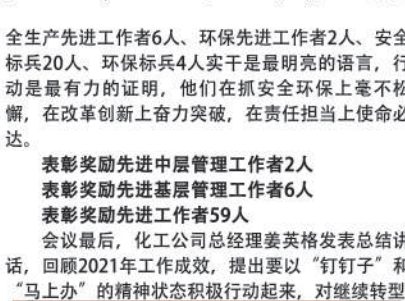 全生产先进工作者6人、环保先进工作者2人、安全
标兵20人、环保标兵4人实干是最明亮的语言，行
动是最有力的证明，他们在抓安全环保上毫不松
懈，在改革创新上奋力突破，在责任担当上使命必
达。
表彰奖励先进中层管理工作者2人
表彰奖励先进基层管理工作者6人
表彰奖励先进工作者59人
会议最后，化工公司总经理姜英格发表总结讲
话，回顾2021年工作成效，提出要以“钉钉子”和
“马上办”的精神状态积极行动起来，对继续转型